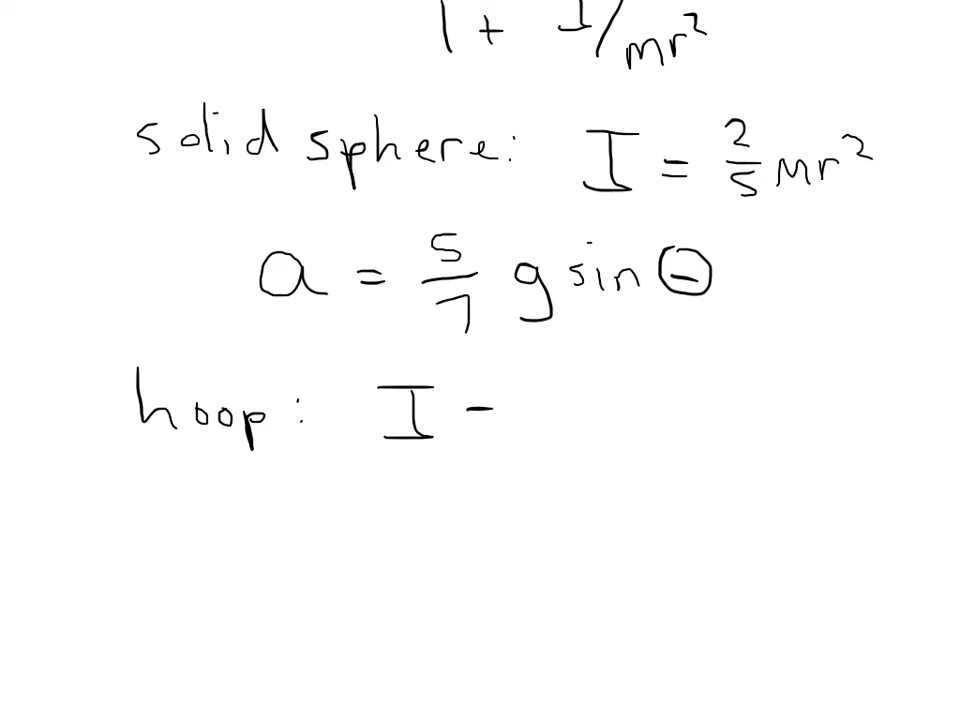 1 + I/mr²
solid sphere: I = 2/5 mr²
a = 5/7 g sin Θ
hoop: I -